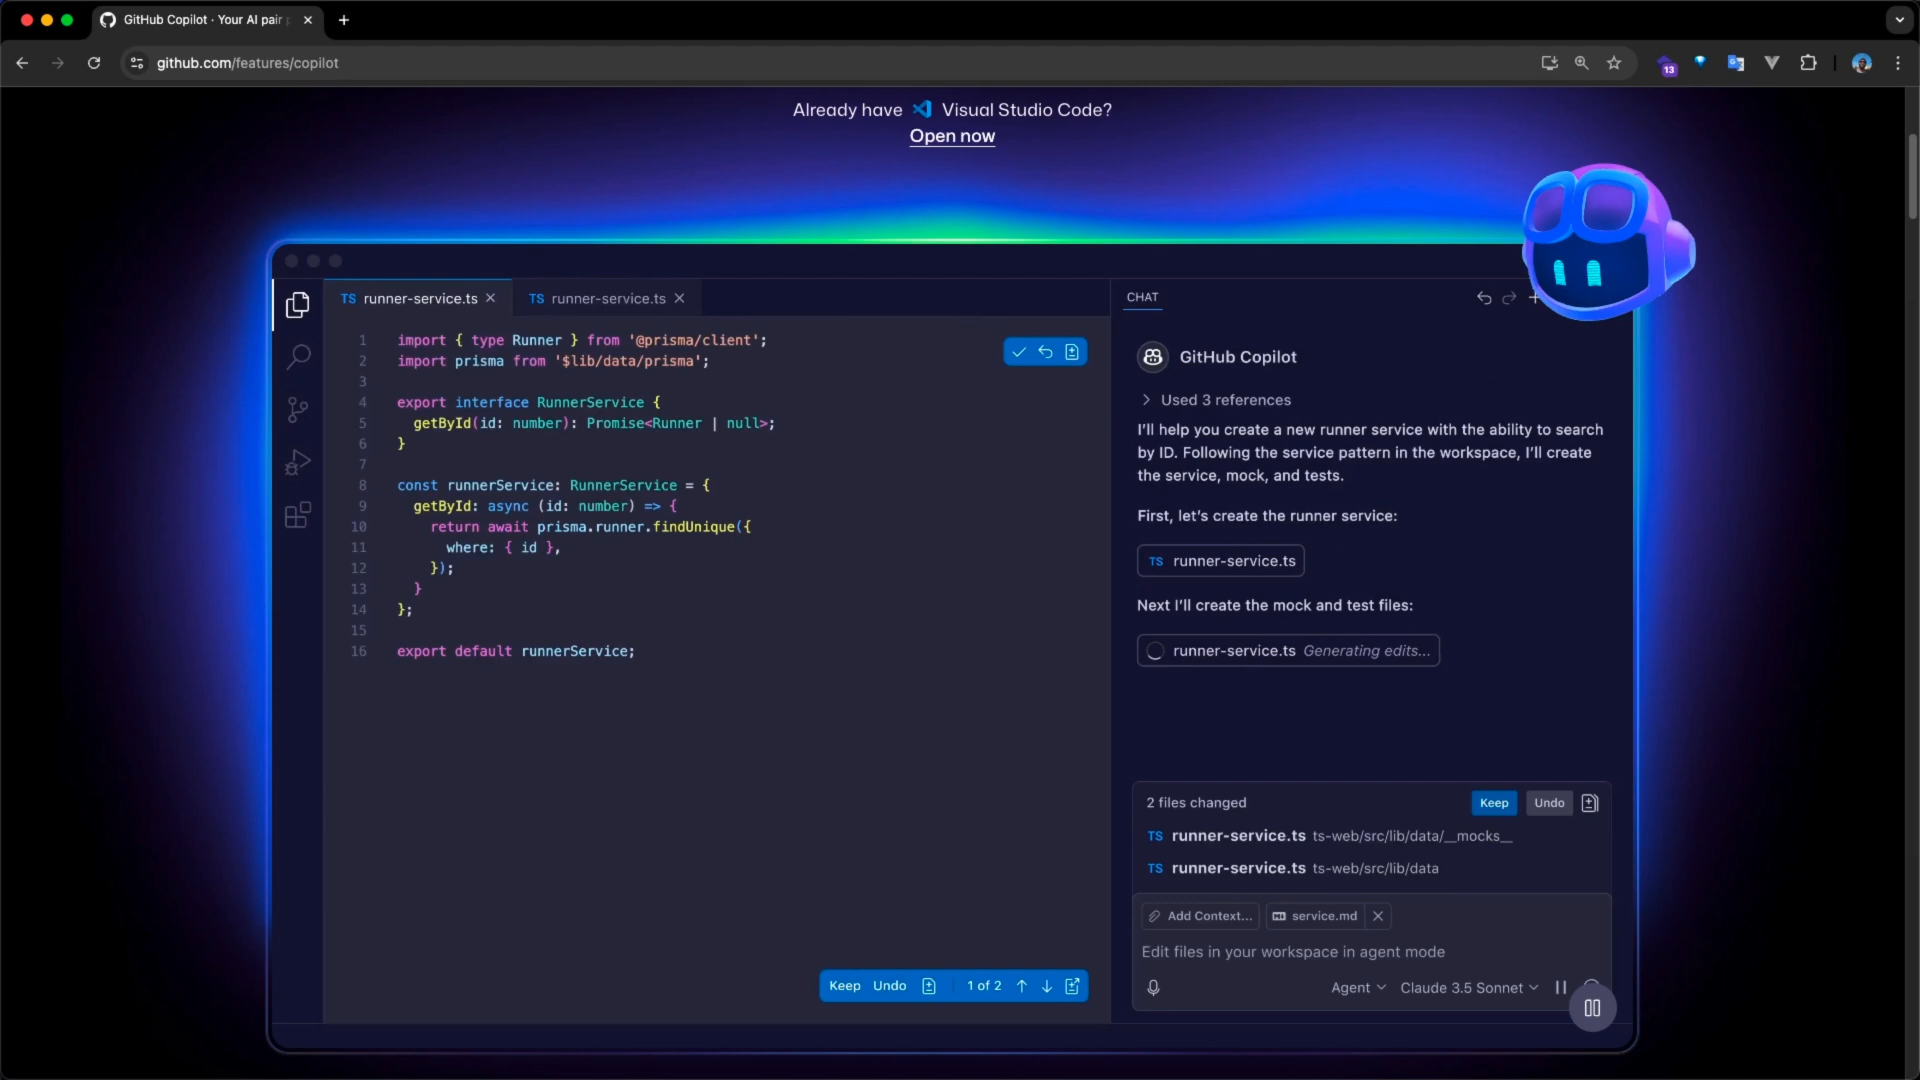 GitHub Copilot · Your AI pair
github.com/features/copilot
13
Already have Visual Studio Code?
Open now
TS runner-service.ts
TS runner-service.ts
1 import { type Runner } from '@prisma/client';
2 import prisma from '$lib/data/prisma';
3
4 export interface RunnerService {
5 getById(id: number): Promise<Runner | null>;
6 }
7
8 const runnerService: RunnerService = {
9 getById: async (id: number) => {
10 return await prisma.runner.findUnique({
11 where: { id },
12 });
13 }
14 };
15
16 export default runnerService;
Keep Undo 1 of 2
CHAT
GitHub Copilot
Used 3 references
I'll help you create a new runner service with the ability to search
by ID. Following the service pattern in the workspace, I'll create
the service, mock, and tests.
First, let's create the runner service:
TS runner-service.ts
Next I'll create the mock and test files:
runner-service.ts Generating edits...
2 files changed
Keep Undo
TS runner-service.ts ts-web/src/lib/data/__mocks__
TS runner-service.ts ts-web/src/lib/data
Add Context... service.md
Edit files in your workspace in agent mode
Agent Claude 3.5 Sonnet